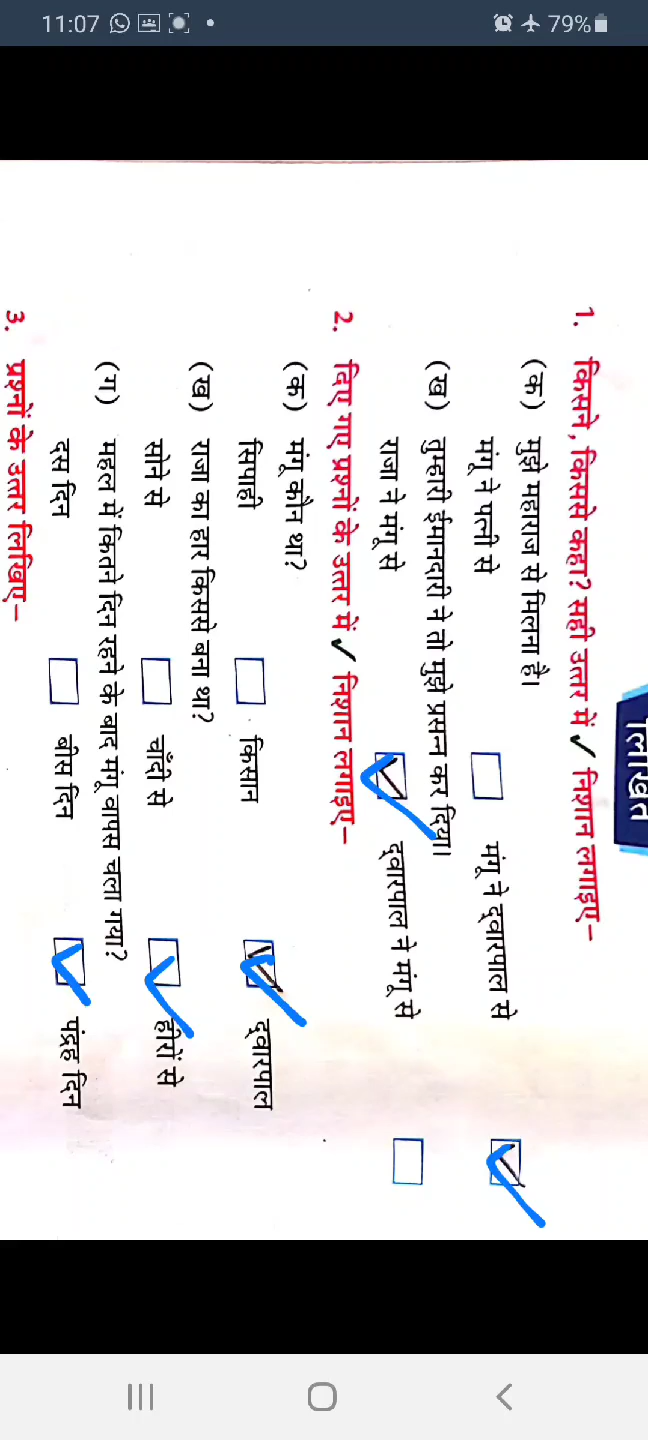 11:07
79%
लिखित
1. किसने, किससे कहा? सही उत्तर में ✓ निशान लगाइए–
(क) मुझे महाराज से मिलना है।
मंगू ने पत्नी से मंगू ने द्वारपाल से
(ख) तुम्हारी ईमानदारी ने तो मुझे प्रसन्न कर दिया।
राजा ने मंगू से द्वारपाल ने मंगू से
2. दिए गए प्रश्नों के उत्तर में ✓ निशान लगाइए–
(क) मंगू कौन था?
सिपाही किसान द्वारपाल
(ख) राजा का हार किससे बना था?
सोने से चाँदी से हीरों से
(ग) महल में कितने दिन रहने के बाद मंगू वापस चला गया?
दस दिन बीस दिन पंद्रह दिन
3. प्रश्नों के उत्तर लिखिए–